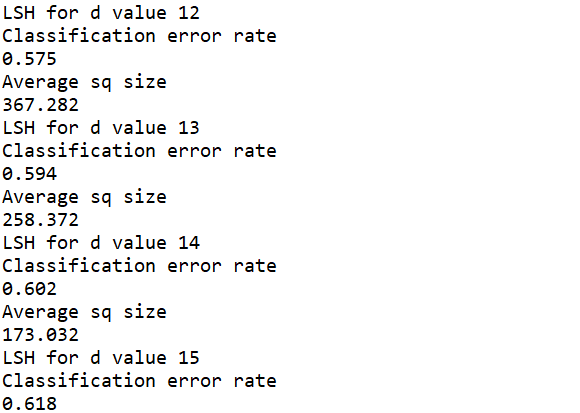 LSH for d value 12
Classification error rate
0.575
Average sq size
367.282
LSH for d value 13
Classification error rate
0.594
Average sq size
258.372
LSH for d value 14
Classification error rate
0.602
Average sq size
173.032
LSH for d value 15
Classification error rate
0.618